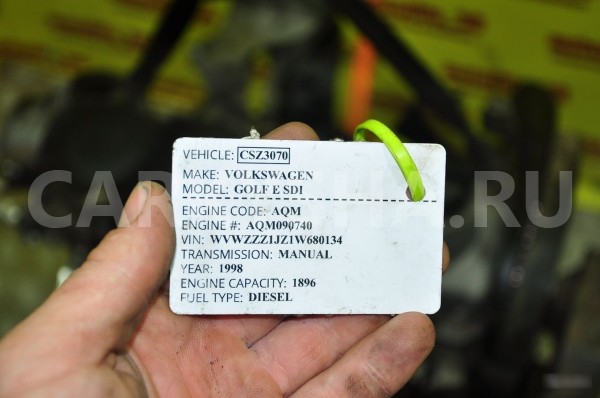 VEHICLE: CSZ3070
MAKE: VOLKSWAGEN
MODEL: GOLF E SDI
ENGINE CODE: AQM
ENGINE #: AQM090740
VIN: WVWZZZ1JZ1W680134
TRANSMISSION: MANUAL
YEAR: 1998
ENGINE CAPACITY: 1896
FUEL TYPE: DIESEL